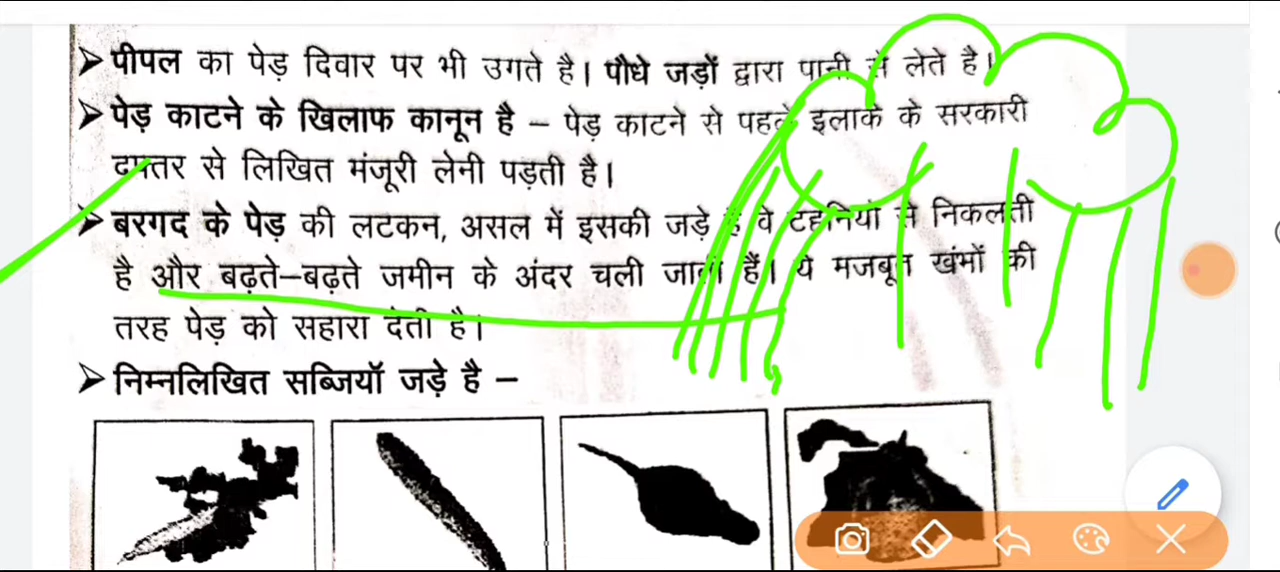 ➤ पीपल का पेड़ दिवार पर भी उगते है। पौधे जड़ों द्वारा पानी से लेते है।
➤ पेड़ काटने के खिलाफ कानून है – पेड़ काटने से पहले इलाके के सरकारी
दफ्तर से लिखित मंजूरी लेनी पड़ती है।
➤ बरगद के पेड़ की लटकन, असल में इसकी जड़े है वे टहनियों से निकलती
है और बढ़ते–बढ़ते जमीन के अंदर चली जाती हैं। ये मजबूत खंभों की
तरह पेड़ को सहारा देती है।
➤ निम्नलिखित सब्जियॉ जड़े है –